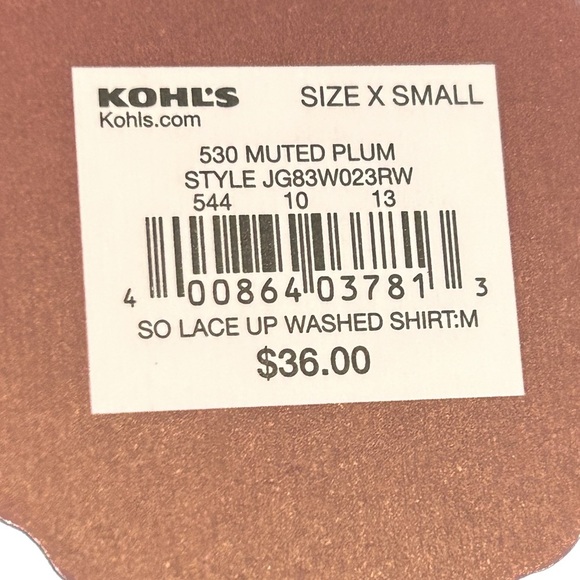 KOHL'S SIZE X SMALL
Kohls.com
530 MUTED PLUM
STYLE JG83W023RW
544 10 13
4 00864 03781 3
SO LACE UP WASHED SHIRT:M
$36.00